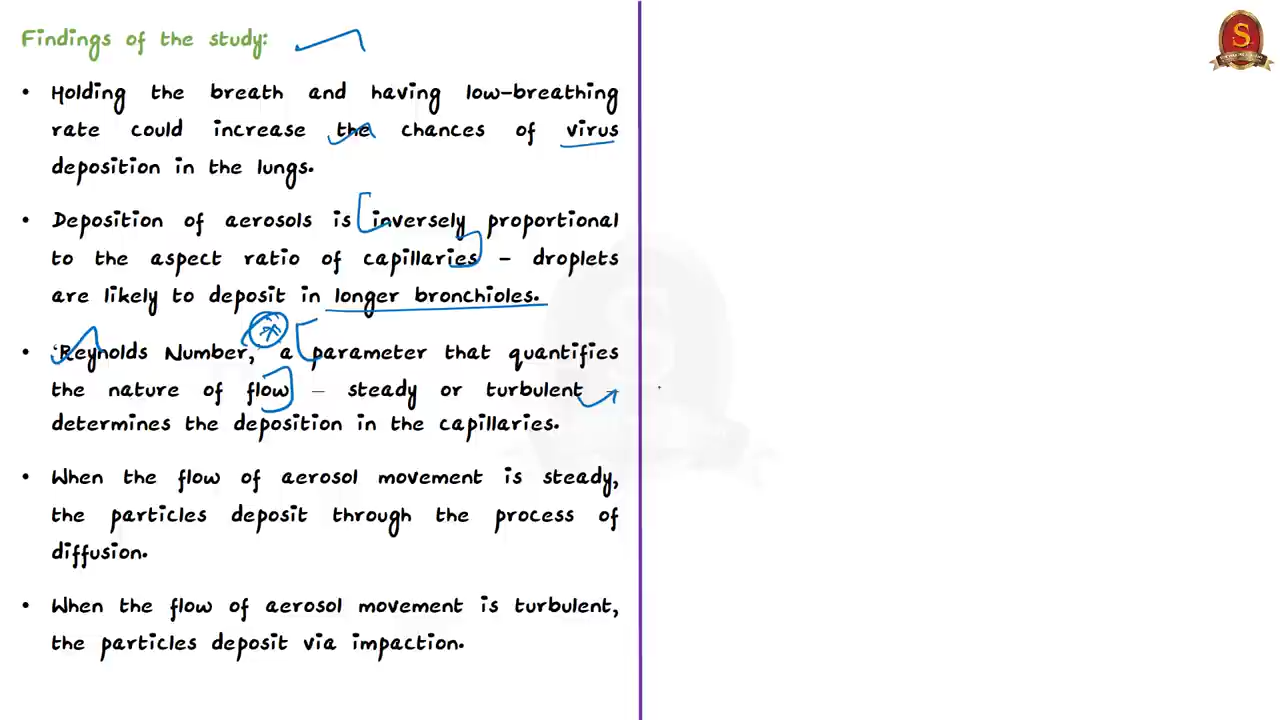 Findings of the study:
• Holding the breath and having low-breathing
rate could increase the chances of virus
deposition in the lungs.
• Deposition of aerosols is inversely proportional
to the aspect ratio of capillaries – droplets
are likely to deposit in longer bronchioles.
• 'Reynolds Number, a parameter that quantifies
the nature of flow – steady or turbulent
determines the deposition in the capillaries.
• When the flow of aerosol movement is steady,
the particles deposit through the process of
diffusion.
• When the flow of aerosol movement is turbulent,
the particles deposit via impaction.
S